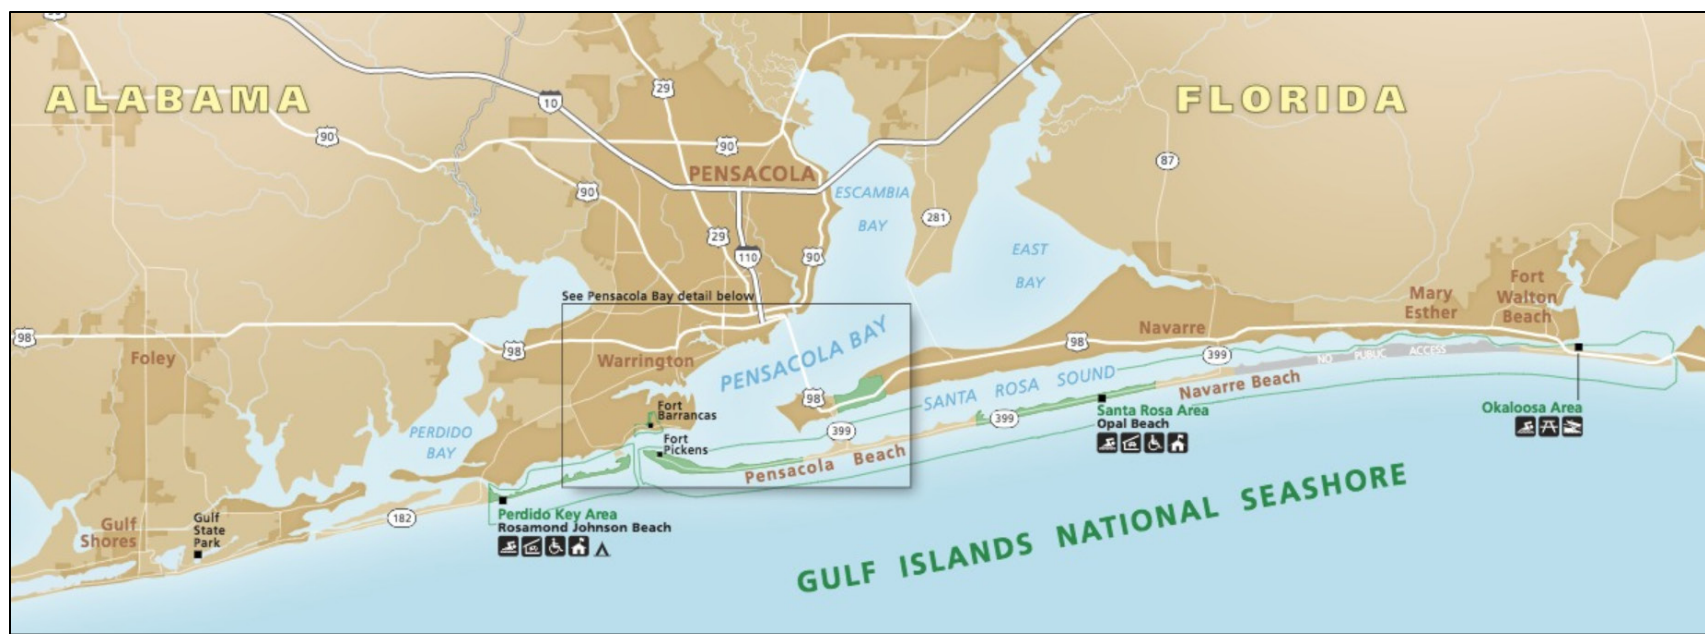 ALABAMA
FLORIDA
10
29
90
90
PENSACOLA
87
90
ESCAMBIA
BAY
281
29
110
90
EAST
BAY
See Pensacola Bay detail below
Fort
Walton
Beach
Mary
Esther
98
Foley
98
Warrington
PENSACOLA BAY
98
Navarre
399
NO PUBLIC ACCESS
98
SANTA ROSA SOUND
Navarre Beach
Fort
Barrancas
Fort
Pickens
399
399
Santa Rosa Area
Opal Beach
Okaloosa Area
PERDIDO
BAY
Pensacola Beach
Gulf
Shores
Gulf
State
Park
182
Perdido Key Area
Rosamond Johnson Beach
GULF ISLANDS NATIONAL SEASHORE